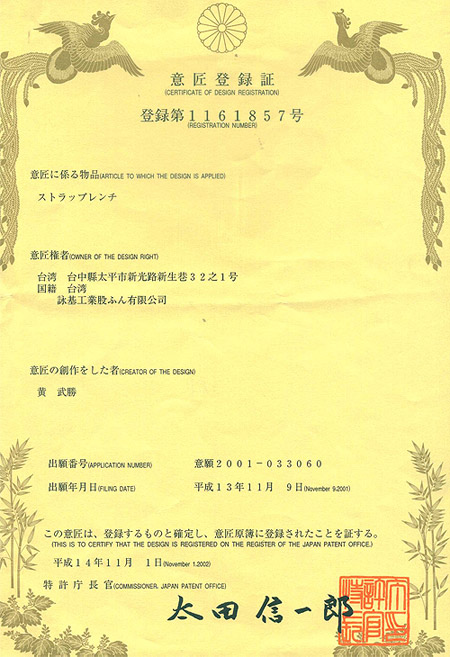 意匠登録証
(CERTIFICATE OF DESIGN REGISTRATION)
登録第1161857号
(REGISTRATION NUMBER)
意匠に係る物品(ARTICLE TO WHICH THE DESIGN IS APPLIED)
ストラップレンチ
意匠権者(OWNER OF THE DESIGN RIGHT)
台湾 台中縣太平市新光路新生巷32之1号
国籍 台湾
詠基工業股ふん有限公司
意匠の創作をした者(CREATOR OF THE DESIGN)
黄 武勝
出願番号(APPLICATION NUMBER) 意願2001-033060
出願年月日(FILING DATE) 平成13年11月 9日(November 9.2001)
この意匠は、登録するものと確定し、意匠原簿に登録されたことを証する。
(THIS IS TO CERTIFY THAT THE DESIGN IS REGISTERED ON THE REGISTER OF THE JAPAN PATENT OFFICE.)
平成14年11月 1日(November 1.2002)
特許庁長官(COMMISSIONER, JAPAN PATENT OFFICE)
太田信一郎